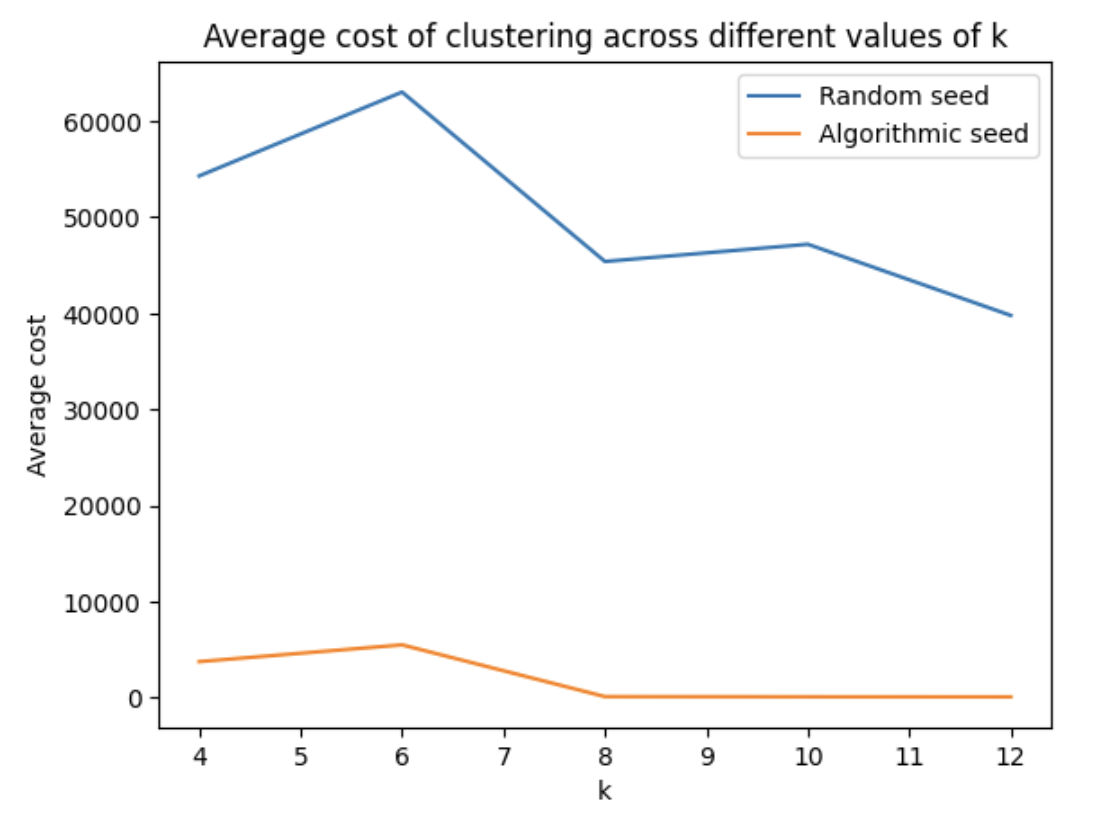 Average cost of clustering across different values of k
Random seed
Algorithmic seed
60000
50000
40000
30000
20000
10000
0
Average cost
4 5 6 7 8 9 10 11 12
k